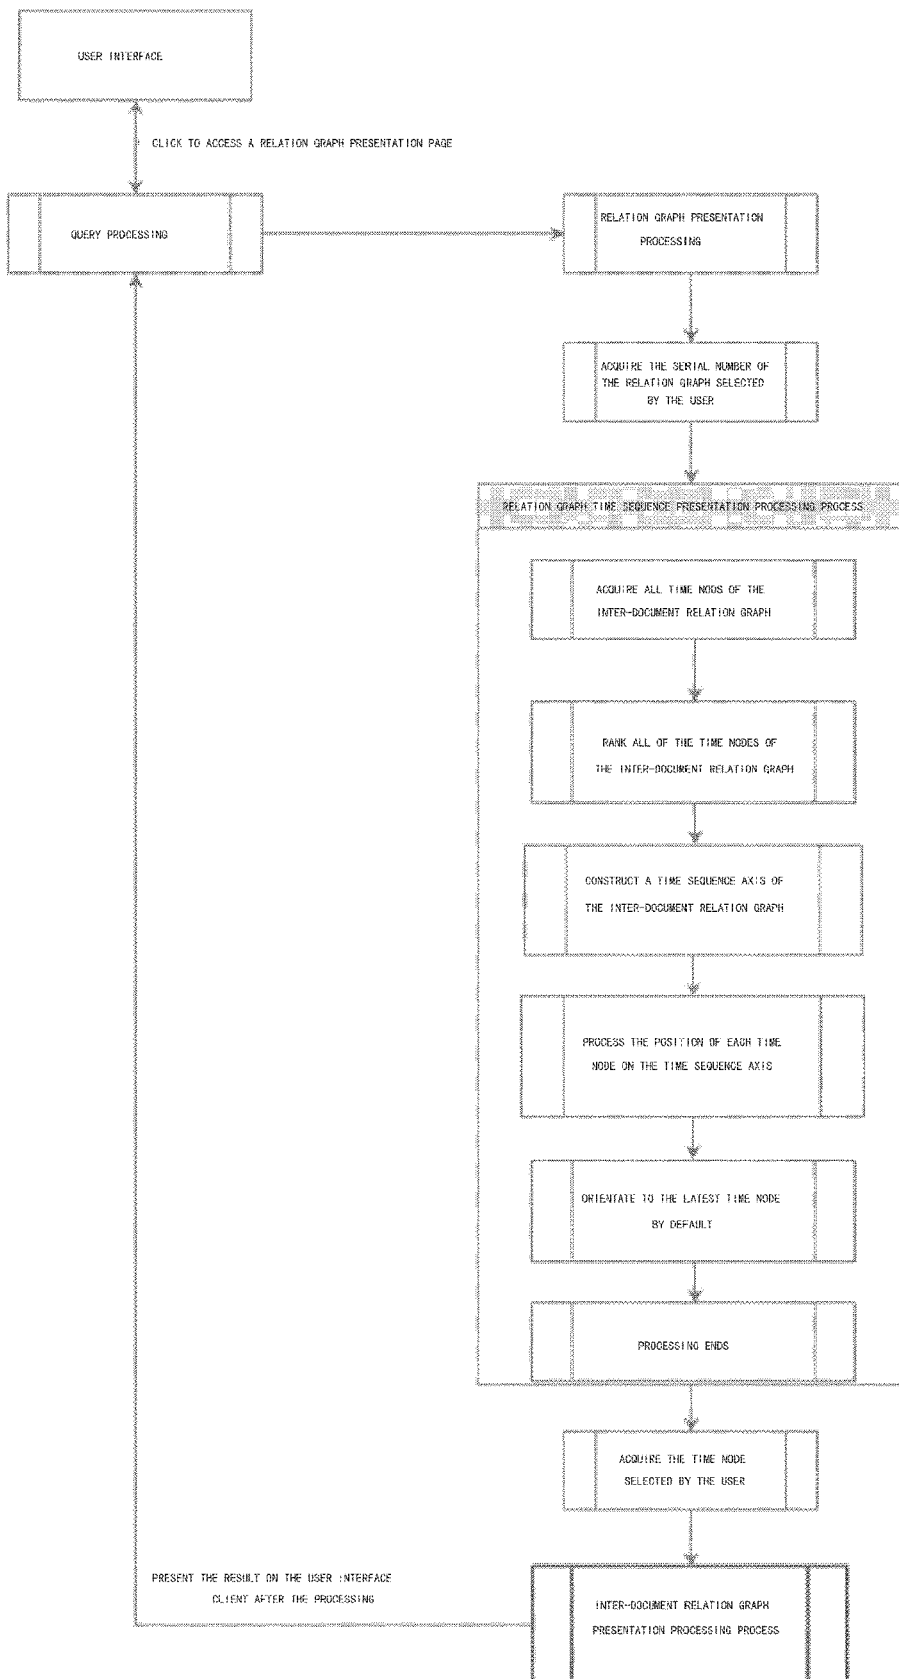 USER INTERFACE
CLICK TO ACCESS A RELATION GRAPH PRESENTATION PAGE
QUERY PROCESSING
RELATION GRAPH PRESENTATION
PROCESSING
ACQUIRE THE SERIAL NUMBER OF
THE RELATION GRAPH SELECTED
BY THE USER
RELATION GRAPH TIME SEQUENCE PRESENTATION PROCESSING PROCESS
ACQUIRE ALL TIME NODS OF THE
INTER-DOCUMENT RELATION GRAPH
RANK ALL OF THE TIME NODES OF
THE INTER-DOCUMENT RELATION GRAPH
CONSTRUCT A TIME SEQUENCE AXIS OF
THE INTER-DOCUMENT RELATION GRAPH
PROCESS THE POSITION OF EACH TIME
NODE ON THE TIME SEQUENCE AXIS
ORIENTATE TO THE LATEST TIME NODE
BY DEFAULT
PROCESSING ENDS
ACQUIRE THE TIME NODE
SELECTED BY THE USER
PRESENT THE RESULT ON THE USER INTERFACE
CLIENT AFTER THE PROCESSING
INTER-DOCUMENT RELATION GRAPH
PRESENTATION PROCESSING PROCESS